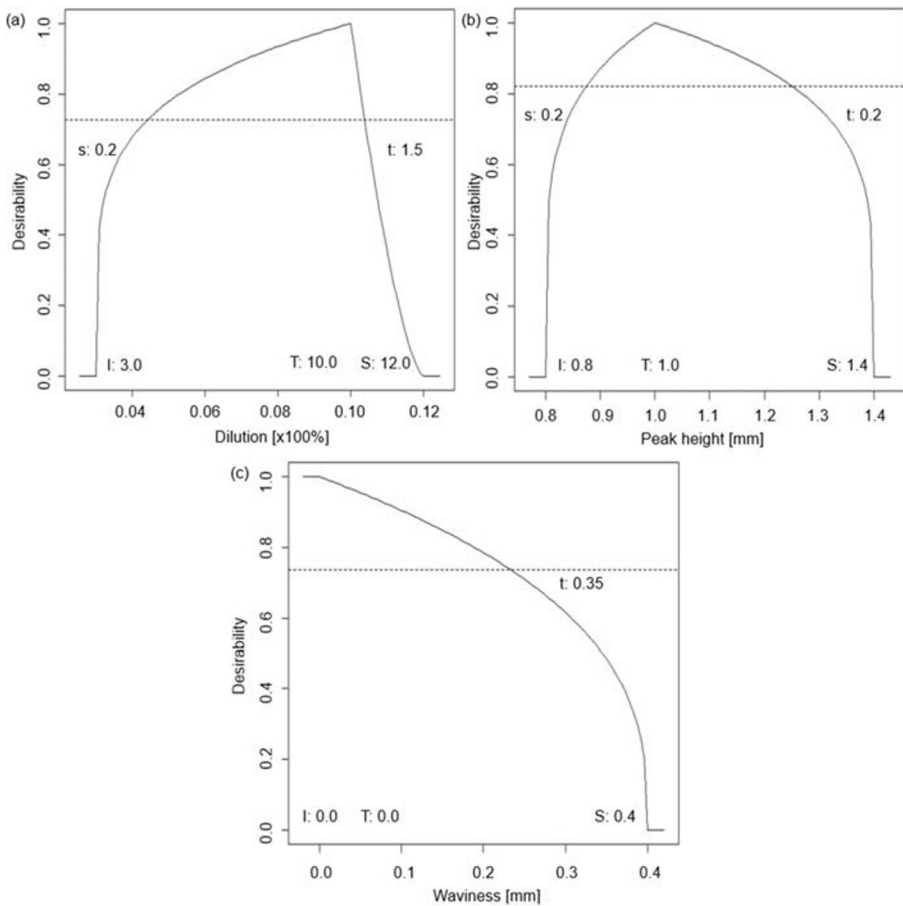 (a)
Desirability
1.0
0.8
0.6
0.4
0.2
0.0
s: 0.2
t: 1.5
I: 3.0
T: 10.0
S: 12.0
0.04
0.06
0.08
0.10
0.12
Dilution [x100%]
(b)
Desirability
1.0
0.8
0.6
0.4
0.2
0.0
s: 0.2
t: 0.2
I: 0.8
T: 1.0
S: 1.4
0.8
0.9
1.0
1.1
1.2
1.3
1.4
Peak height [mm]
(c)
Desirability
1.0
0.8
0.6
0.4
0.2
0.0
t: 0.35
I: 0.0
T: 0.0
S: 0.4
0.0
0.1
0.2
0.3
0.4
Waviness [mm]